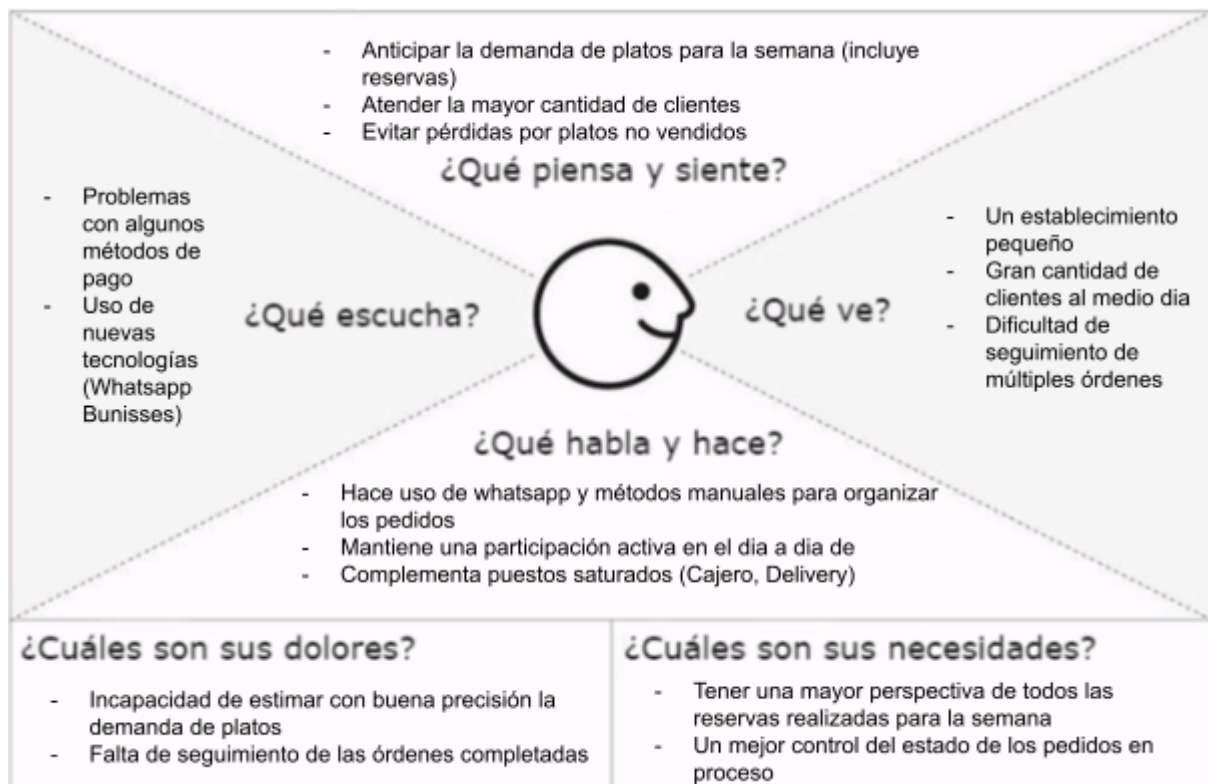 - Anticipar la demanda de platos para la semana (incluye
reservas)
- Atender la mayor cantidad de clientes
- Evitar pérdidas por platos no vendidos
¿Qué piensa y siente?
- Problemas
con algunos
métodos de
pago
- Uso de
nuevas
tecnologías
(Whatsapp
Bunisses)
¿Qué escucha?
¿Qué ve?
- Un establecimiento
pequeño
- Gran cantidad de
clientes al medio dia
- Dificultad de
seguimiento de
múltiples órdenes
¿Qué habla y hace?
- Hace uso de whatsapp y métodos manuales para organizar
los pedidos
- Mantiene una participación activa en el dia a dia de
- Complementa puestos saturados (Cajero, Delivery)
¿Cuáles son sus dolores?
- Incapacidad de estimar con buena precisión la
demanda de platos
- Falta de seguimiento de las órdenes completadas
¿Cuáles son sus necesidades?
- Tener una mayor perspectiva de todos las
reservas realizadas para la semana
- Un mejor control del estado de los pedidos en
proceso